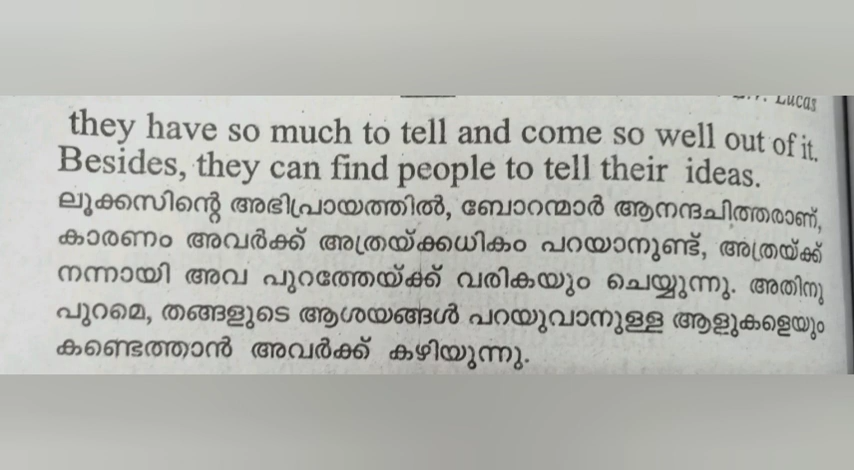 Lucas
they have so much to tell and come so well out of it.
Besides, they can find people to tell their ideas.
ലൂക്കസിന്റെ അഭിപ്രായത്തിൽ, ബോറന്മാർ ആനന്ദചിത്തരാണ്,
കാരണം അവർക്ക് അത്രയ്ക്കധികം പറയാനുണ്ട്, അത്രയ്ക്ക്
നന്നായി അവ പുറത്തേയ്ക്ക് വരികയും ചെയ്യുന്നു. അതിനു
പുറമെ, തങ്ങളുടെ ആശയങ്ങൾ പറയുവാനുള്ള ആളുകളെയും
കണ്ടെത്താൻ അവർക്ക് കഴിയുന്നു.